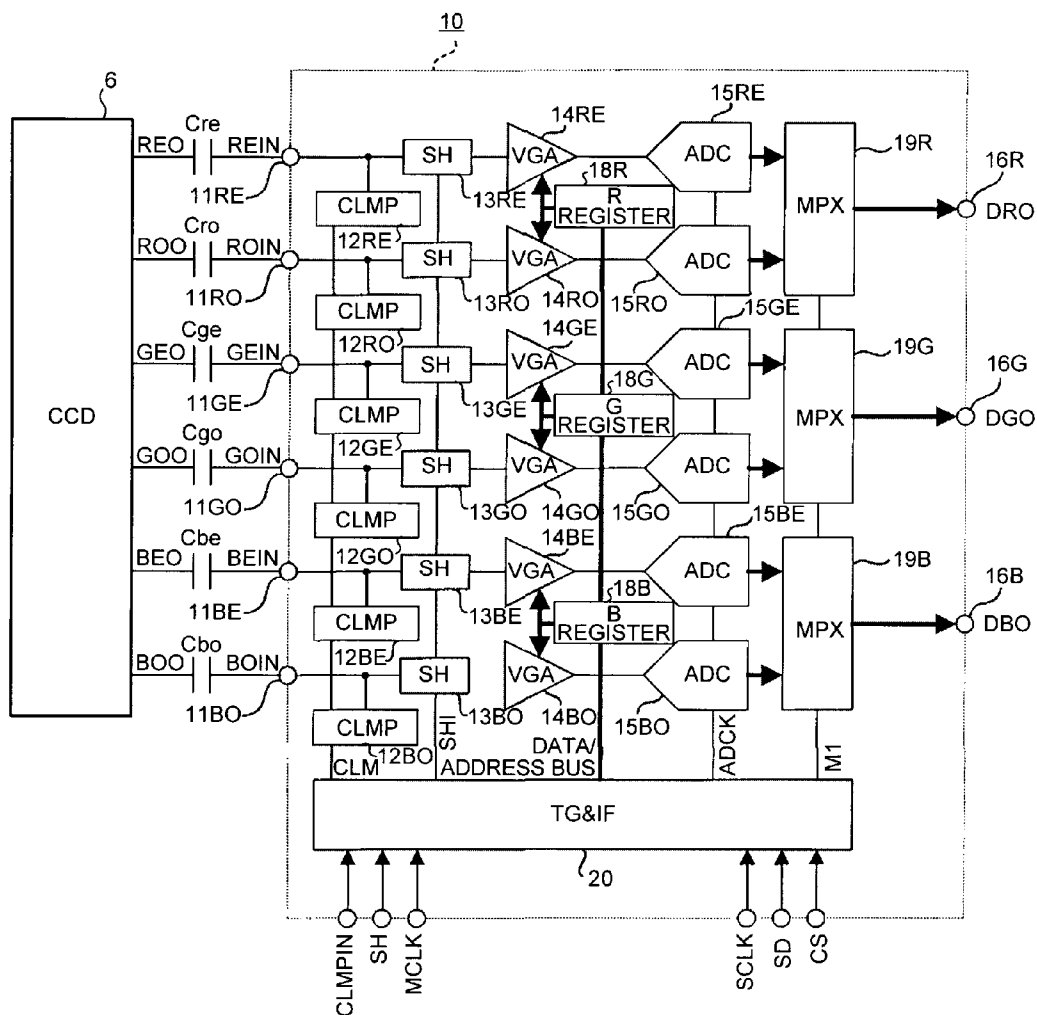 10
6
CCD
REO
Cre
REIN
11RE
CLMP
12RE
SH
13RE
VGA
14RE
18R
R
REGISTER
ADC
15RE
MPX
19R
16R
DRO
ROO
Cro
ROIN
11RO
CLMP
12RO
SH
13RO
VGA
14RO
ADC
15RO
GEO
Cge
GEIN
11GE
CLMP
12GE
SH
13GE
VGA
14GE
18G
G
REGISTER
ADC
15GE
MPX
19G
16G
DGO
GOO
Cgo
GOIN
11GO
CLMP
12GO
SH
13GO
VGA
14GO
ADC
15GO
BEO
Cbe
BEIN
11BE
CLMP
12BE
SH
13BE
VGA
14BE
18B
B
REGISTER
ADC
15BE
MPX
19B
16B
DBO
BOO
Cbo
BOIN
11BO
CLMP
12BO
SH
13BO
VGA
14BO
ADC
15BO
CLM
SHI
DATA/
ADDRESS BUS
ADCK
M1
TG&IF
20
CLMPIN
SH
MCLK
SCLK
SD
CS